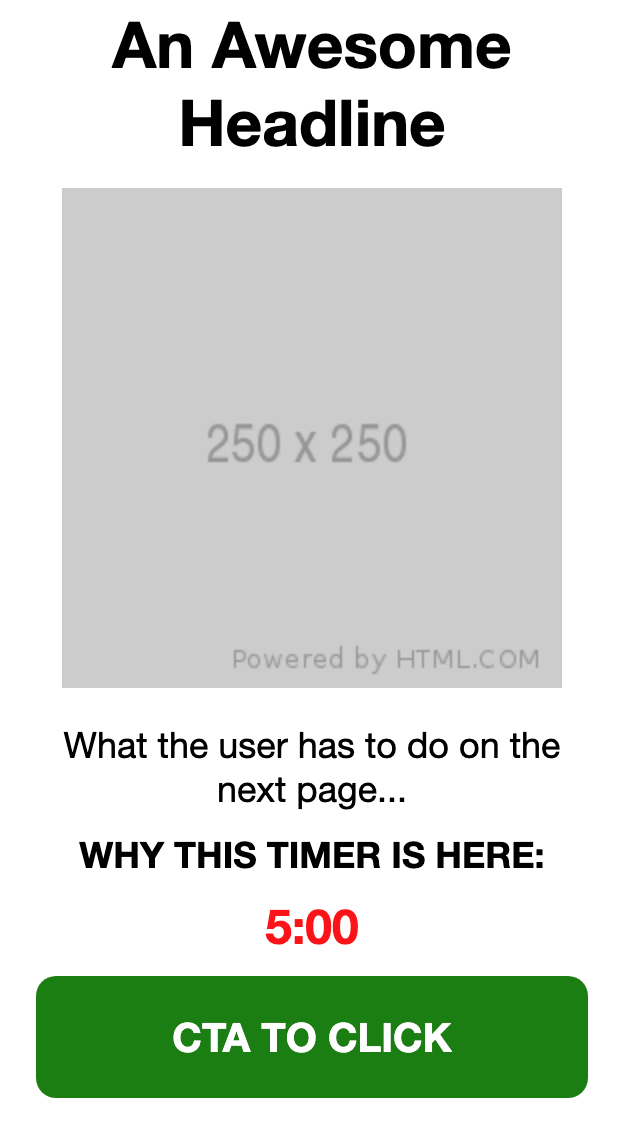 An Awesome
Headline
250 x 250
Powered by HTML.COM
What the user has to do on the
next page...
WHY THIS TIMER IS HERE:
5:00
CTA TO CLICK